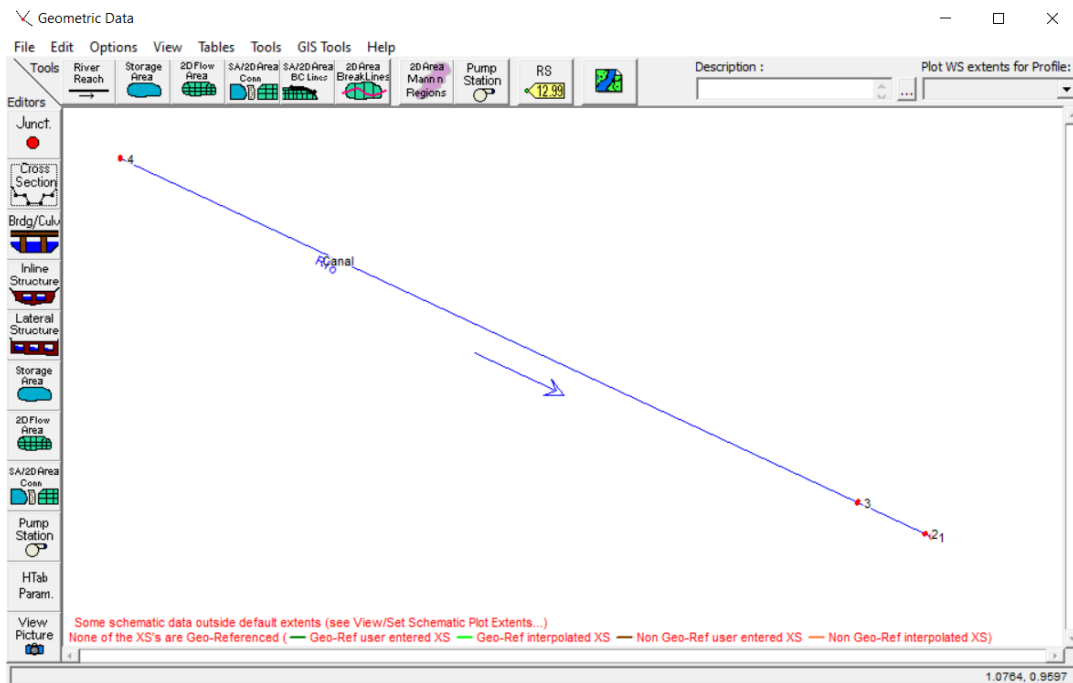 Geometric Data
File Edit Options View Tables Tools GIS Tools Help
Tools
Editors
River
Reach
Storage
Area
2D Flow
Area
SA/2D Area
Conn
SA/2D Area
BC Lines
2D Area
BreakLines
2D Area
Mann n
Regions
Pump
Station
RS
12.99
Description :
...
Plot WS extents for Profile:
Junct.
Cross
Section
Brdg/Culv
Inline
Structure
Lateral
Structure
Storage
Area
2D Flow
Area
SA/2D Area
Conn
Pump
Station
HTab
Param.
View
Picture
4
Canal
3
2
1
Some schematic data outside default extents (see View/Set Schematic Plot Extents...)
None of the XS's are Geo-Referenced ( Geo-Ref user entered XS Geo-Ref interpolated XS Non Geo-Ref user entered XS Non Geo-Ref interpolated XS)
1.0764, 0.9597